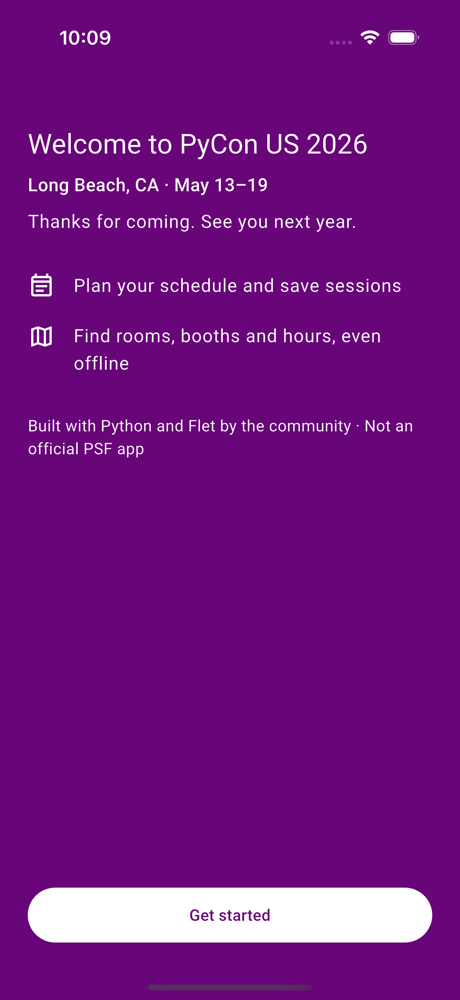 10:09
Welcome to PyCon US 2026
Long Beach, CA · May 13–19
Thanks for coming. See you next year.
Plan your schedule and save sessions
Find rooms, booths and hours, even
offline
Built with Python and Flet by the community · Not an
official PSF app
Get started